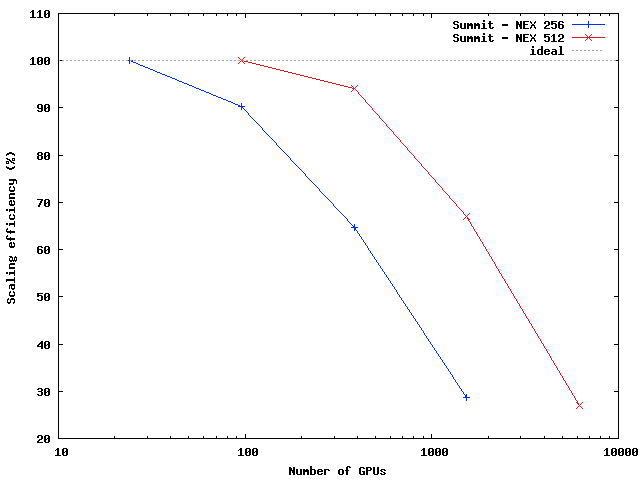 110
100
90
80
70
60
50
40
30
20
Scaling efficiency (%)
Summit - NEX 256
Summit - NEX 512
ideal
10 100 1000 10000
Number of GPUs